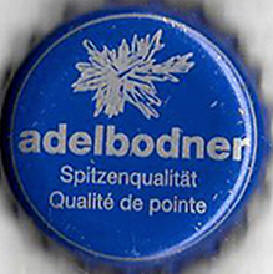 adelbodner
Spitzenqualität
Qualité de pointe